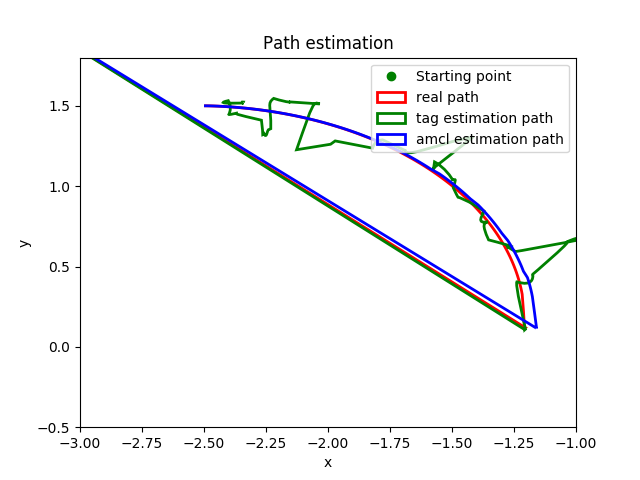 Path estimation
Starting point
real path
tag estimation path
amcl estimation path
1.5
1.0
0.5
0.0
−0.5
y
−3.00 −2.75 −2.50 −2.25 −2.00 −1.75 −1.50 −1.25 −1.00
x